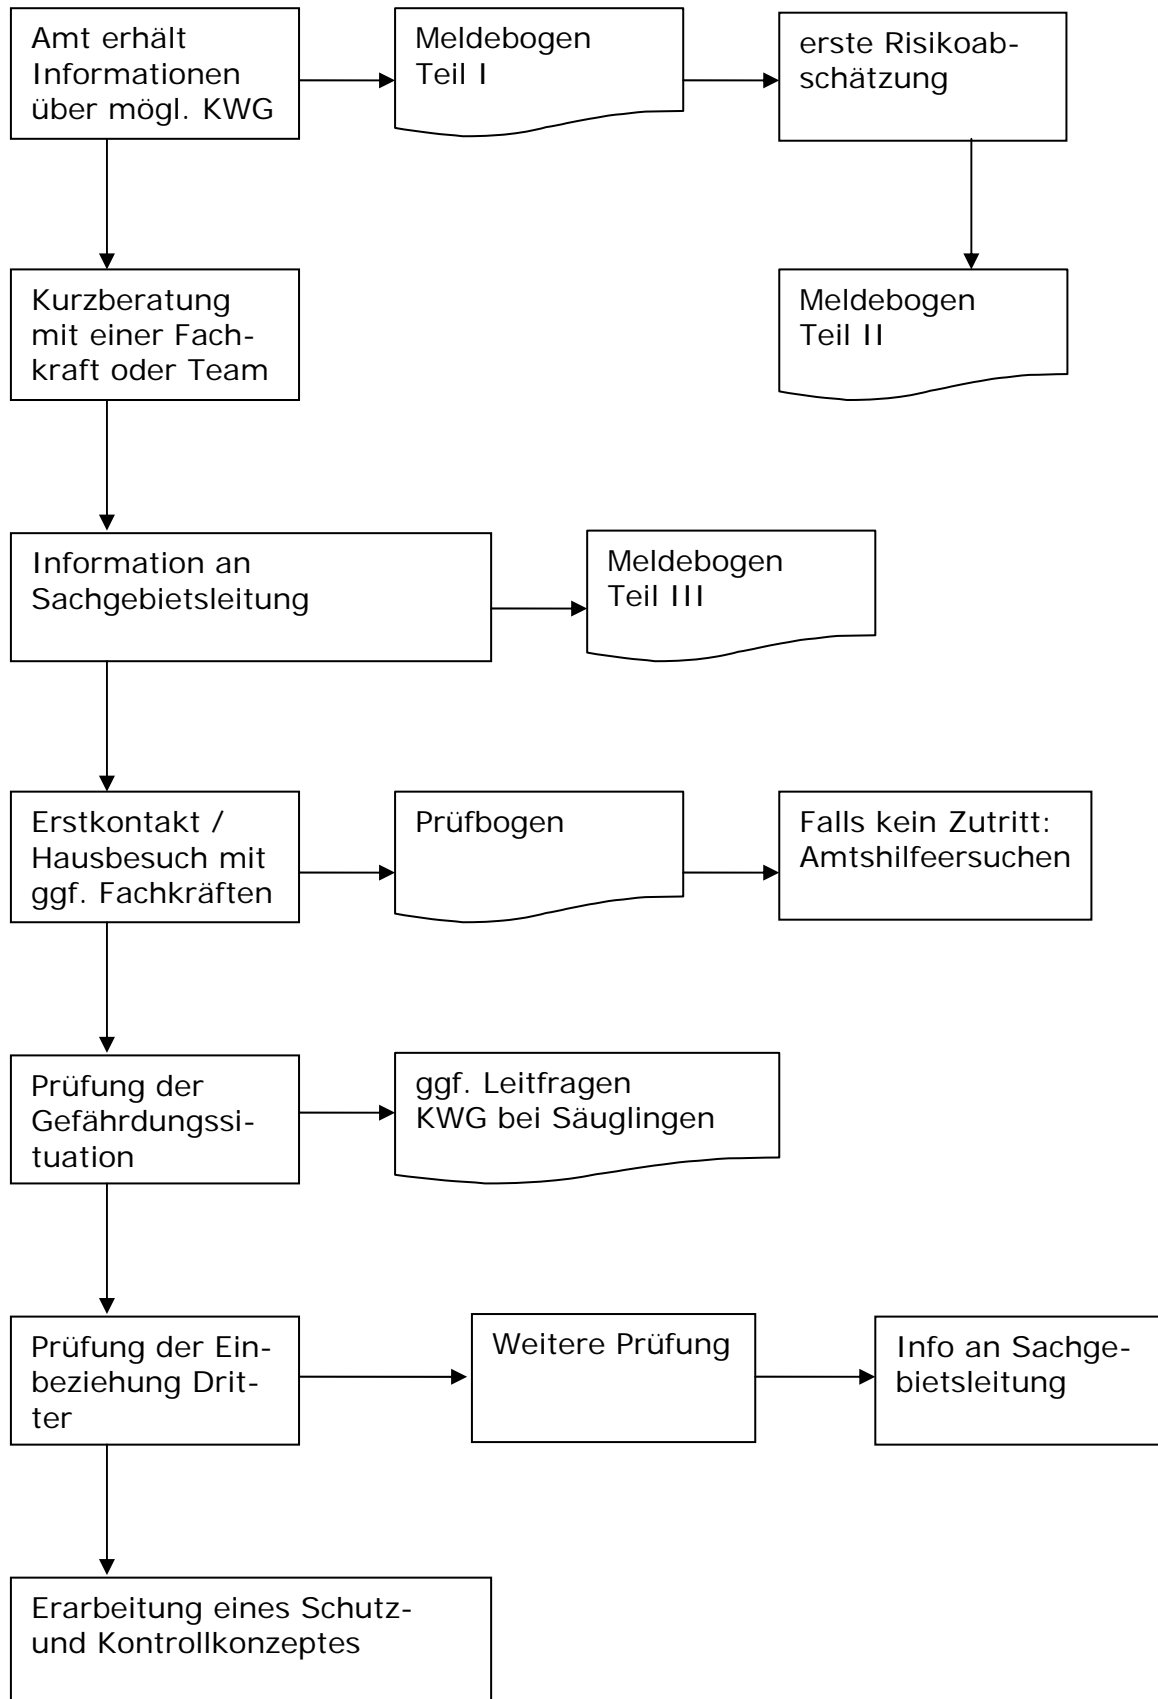 Amt erhält
Informationen
über mögl. KWG
Meldebogen
Teil I
erste Risikoab-
schätzung
Kurzberatung
mit einer Fach-
kraft oder Team
Meldebogen
Teil II
Information an
Sachgebietsleitung
Meldebogen
Teil III
Erstkontakt /
Hausbesuch mit
ggf. Fachkräften
Prüfbogen
Falls kein Zutritt:
Amtshilfeersuchen
Prüfung der
Gefährdungssi-
tuation
ggf. Leitfragen
KWG bei Säuglingen
Prüfung der Ein-
beziehung Drit-
ter
Weitere Prüfung
Info an Sachge-
bietsleitung
Erarbeitung eines Schutz-
und Kontrollkonzeptes